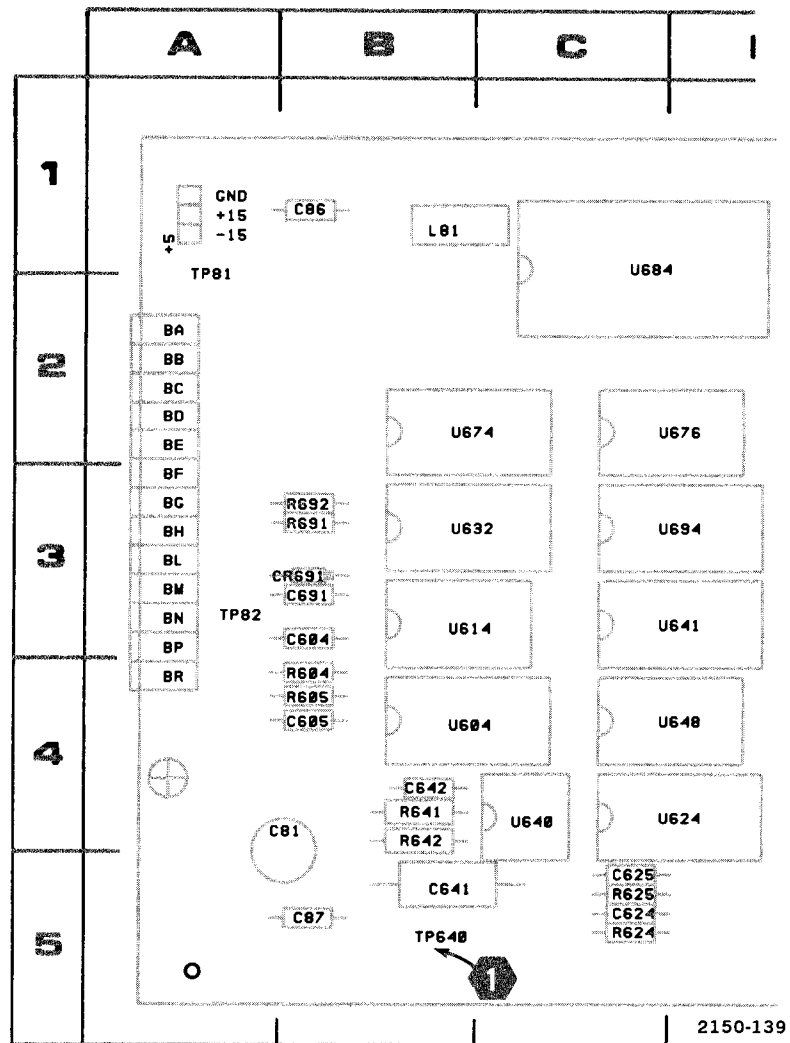 A B C
1
GND
+15
-15
+5
TP81
C86
L81
U684
2
BA
BB
BC
BD
BE
BF
BG
BH
BL
BM
BN
BP
BR
U674
U676
3
R692
R691
U632
U694
CR691
C691
TP82
C604
U614
U641
4
R604
R605
C605
U604
U648
C642
R641
R642
U640
U624
C81
5
C641
C625
R625
C624
R624
C87
TP640
1
2150-139